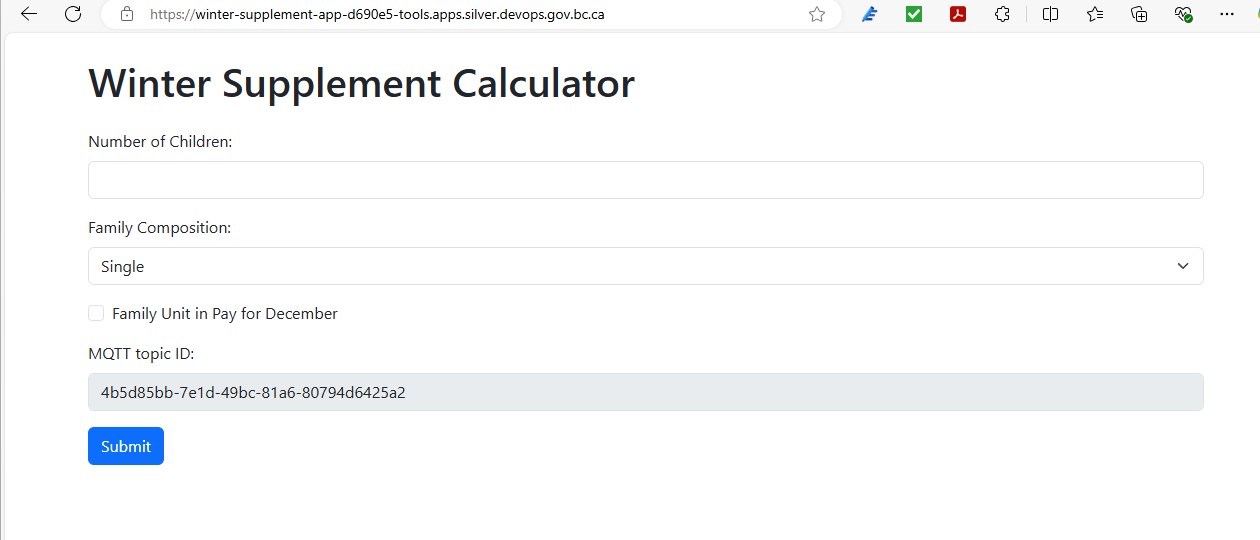 https://winter-supplement-app-d690e5-tools.apps.silver.devops.gov.bc.ca
Winter Supplement Calculator
Number of Children:
Family Composition:
Single
Family Unit in Pay for December
MQTT topic ID:
4b5d85bb-7e1d-49bc-81a6-80794d6425a2
Submit